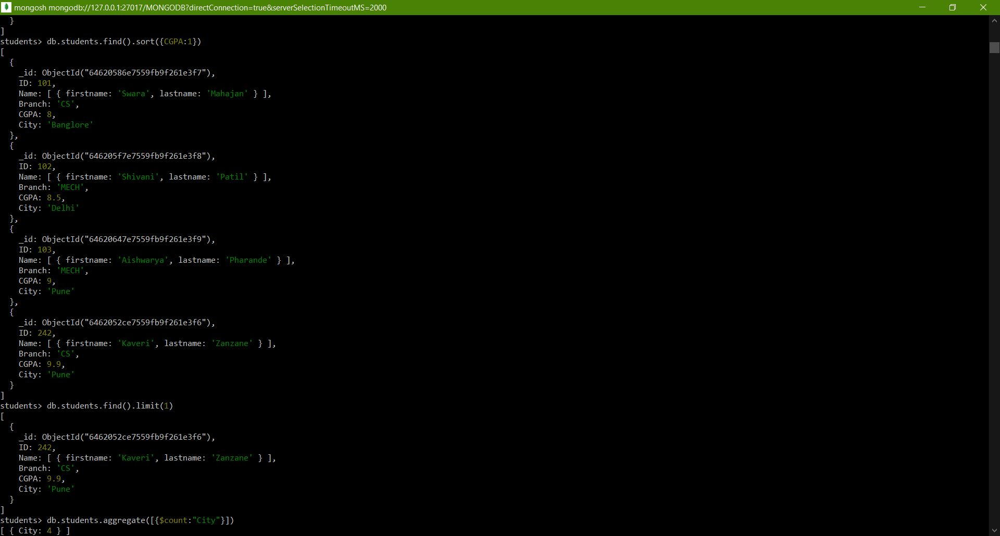 mongosh mongodb://127.0.0.1:27017/MONGODB?directConnection=true&serverSelectionTimeoutMS=2000
  }
]
students> db.students.find().sort({CGPA:1})
[
  {
    _id: ObjectId("64620586e7559fb9f261e3f7"),
    ID: 101,
    Name: [ { firstname: 'Swara', lastname: 'Mahajan' } ],
    Branch: 'CS',
    CGPA: 8,
    City: 'Banglore'
  },
  {
    _id: ObjectId("646205f7e7559fb9f261e3f8"),
    ID: 102,
    Name: [ { firstname: 'Shivani', lastname: 'Patil' } ],
    Branch: 'MECH',
    CGPA: 8.5,
    City: 'Delhi'
  },
  {
    _id: ObjectId("64620647e7559fb9f261e3f9"),
    ID: 103,
    Name: [ { firstname: 'Aishwarya', lastname: 'Pharande' } ],
    Branch: 'MECH',
    CGPA: 9,
    City: 'Pune'
  },
  {
    _id: ObjectId("6462052ce7559fb9f261e3f6"),
    ID: 242,
    Name: [ { firstname: 'Kaveri', lastname: 'Zanzane' } ],
    Branch: 'CS',
    CGPA: 9.9,
    City: 'Pune'
  }
]
students> db.students.find().limit(1)
[
  {
    _id: ObjectId("6462052ce7559fb9f261e3f6"),
    ID: 242,
    Name: [ { firstname: 'Kaveri', lastname: 'Zanzane' } ],
    Branch: 'CS',
    CGPA: 9.9,
    City: 'Pune'
  }
]
students> db.students.aggregate([{$count:"City"}])
[ { City: 4 } ]